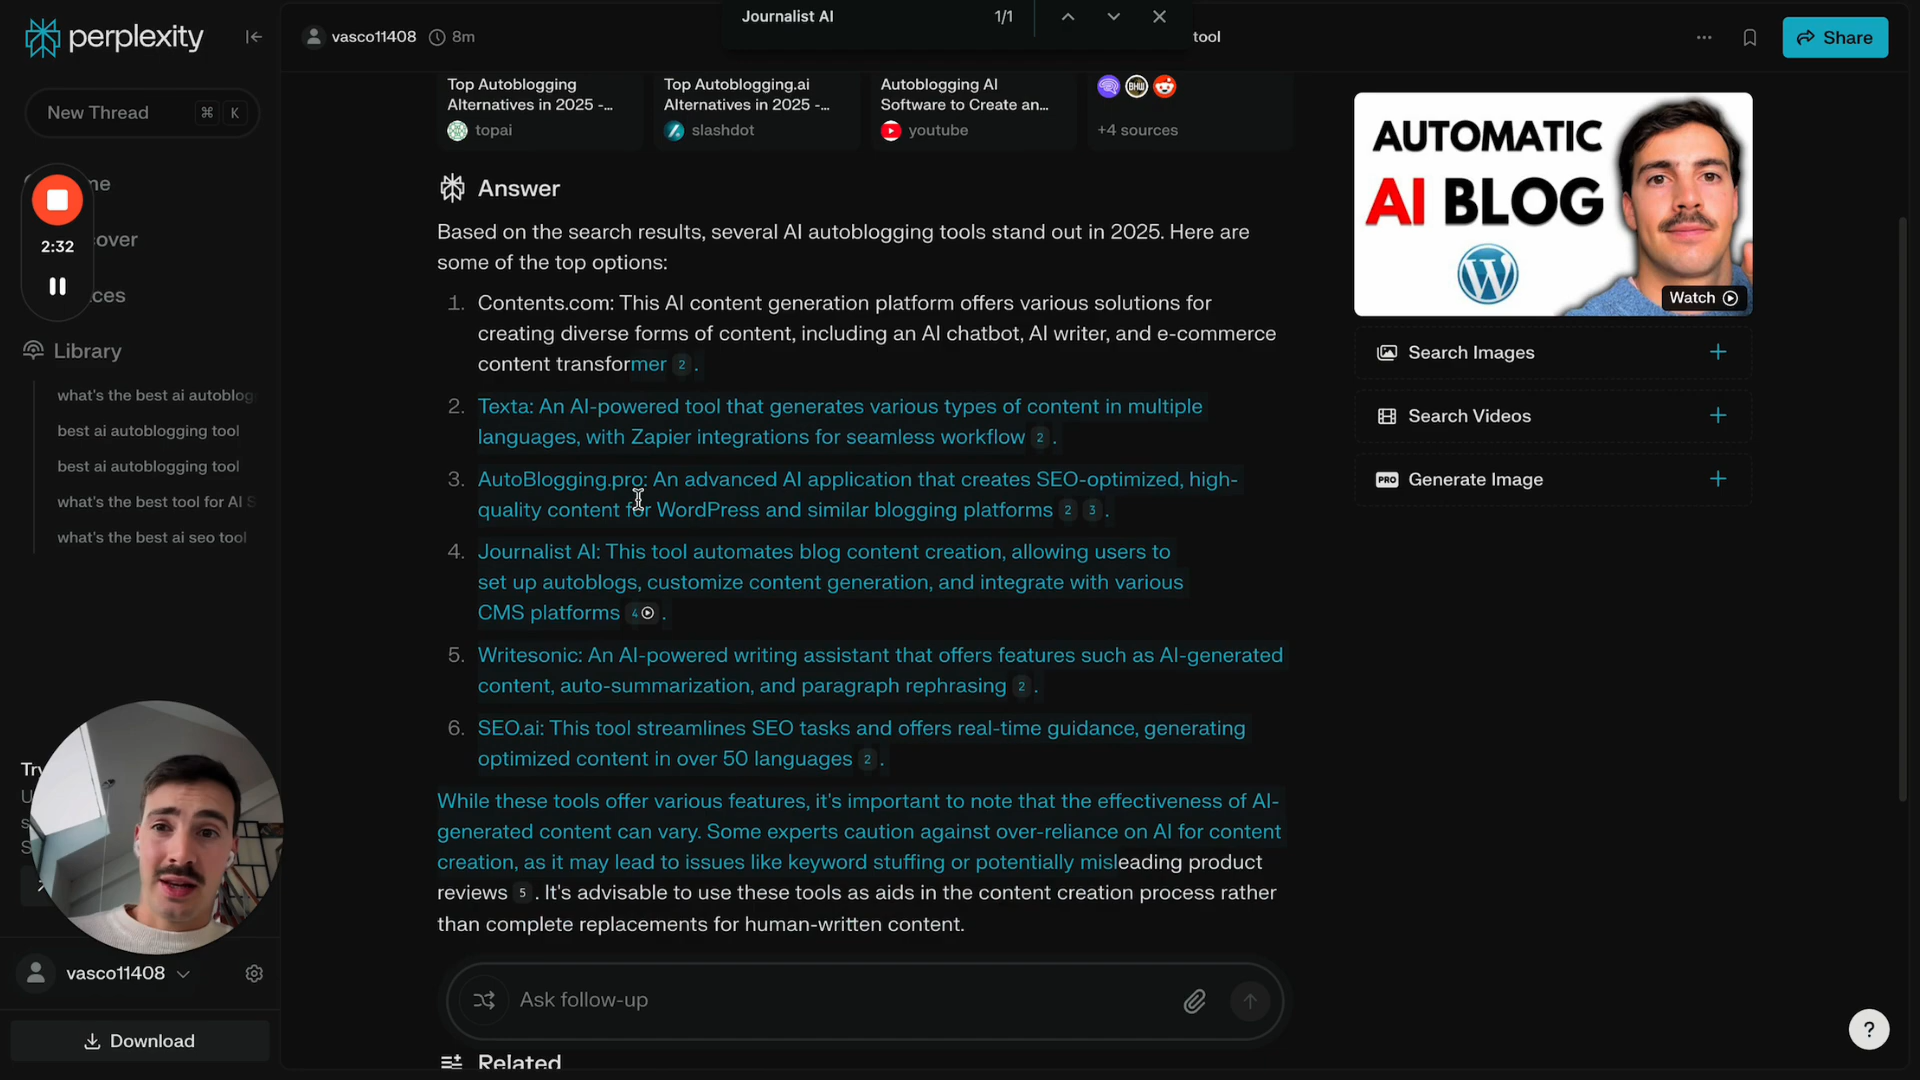 perplexity
vasco11408
8m
Journalist AI
1/1
tool
Share
New Thread
⌘ K
2:32
Library
what's the best ai autoblog
best ai autoblogging tool
best ai autoblogging tool
what's the best tool for AI S
what's the best ai seo tool
vasco11408
Download
Top Autoblogging
Alternatives in 2025 -...
topai
Top Autoblogging.ai
Alternatives in 2025 -...
slashdot
Autoblogging AI
Software to Create an...
youtube
BHW
+4 sources
Answer
Based on the search results, several AI autoblogging tools stand out in 2025. Here are
some of the top options:
1. Contents.com: This AI content generation platform offers various solutions for
creating diverse forms of content, including an AI chatbot, AI writer, and e-commerce
content transformer 2 .
2. Texta: An AI-powered tool that generates various types of content in multiple
languages, with Zapier integrations for seamless workflow 2 .
3. AutoBlogging.pro: An advanced AI application that creates SEO-optimized, high-
quality content for WordPress and similar blogging platforms 2 3 .
4. Journalist AI: This tool automates blog content creation, allowing users to
set up autoblogs, customize content generation, and integrate with various
CMS platforms 4 .
5. Writesonic: An AI-powered writing assistant that offers features such as AI-generated
content, auto-summarization, and paragraph rephrasing 2 .
6. SEO.ai: This tool streamlines SEO tasks and offers real-time guidance, generating
optimized content in over 50 languages 2 .
While these tools offer various features, it's important to note that the effectiveness of AI-
generated content can vary. Some experts caution against over-reliance on AI for content
creation, as it may lead to issues like keyword stuffing or potentially misleading product
reviews 5 . It's advisable to use these tools as aids in the content creation process rather
than complete replacements for human-written content.
Ask follow-up
Related
AUTOMATIC
AI BLOG
Watch
Search Images
Search Videos
PRO Generate Image
?